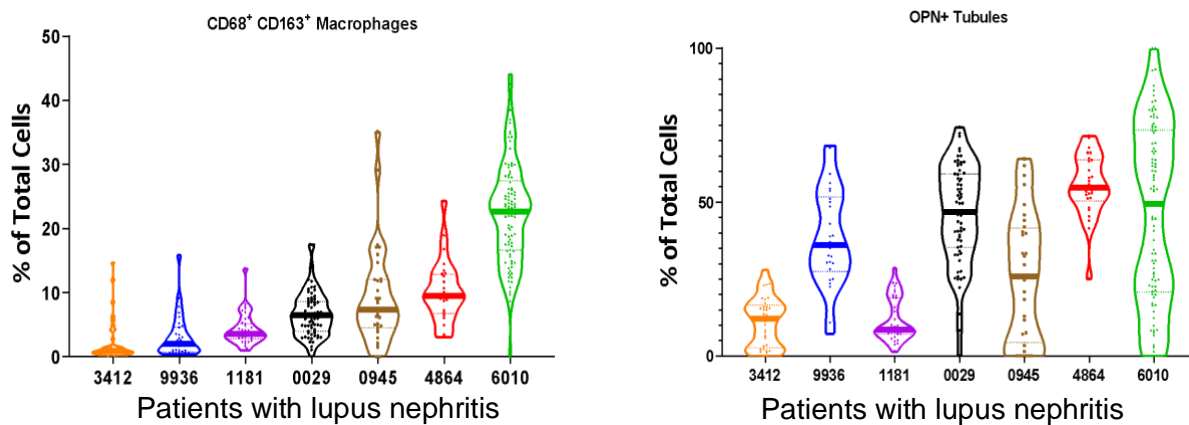 CD68⁺ CD163⁺ Macrophages
% of Total Cells
50
40
30
20
10
0
3412 9936 1181 0029 0945 4864 6010
Patients with lupus nephritis
OPN+ Tubules
% of Total Cells
100
50
0
3412 9936 1181 0029 0945 4864 6010
Patients with lupus nephritis